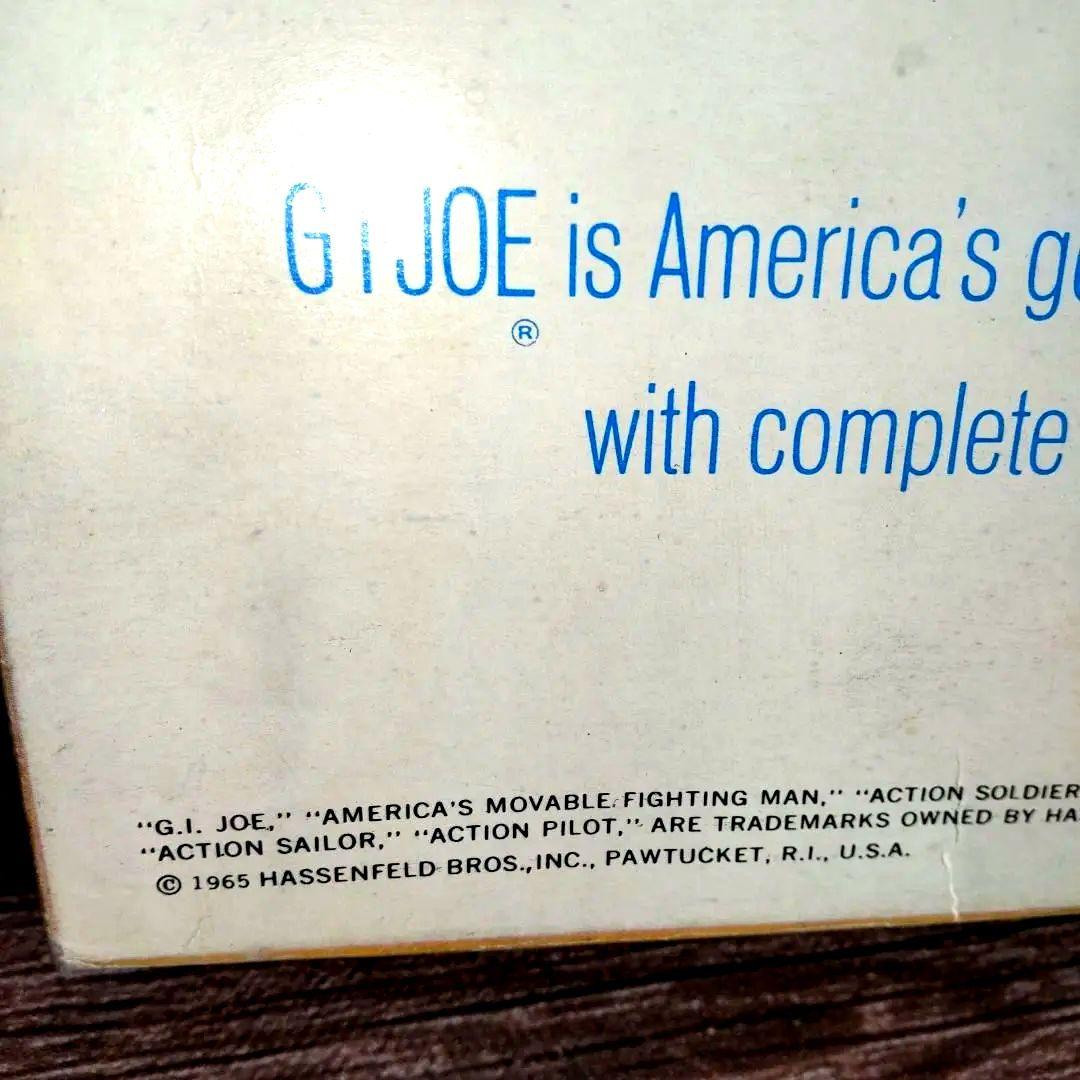 G I JOE is America's
®
with complete
"G.I. JOE," "AMERICA'S MOVABLE FIGHTING MAN," "ACTION SOLDIER
"ACTION SAILOR," "ACTION PILOT," ARE TRADEMARKS OWNED BY HA
© 1965 HASSENFELD BROS., INC., PAWTUCKET, R.I., U.S.A.